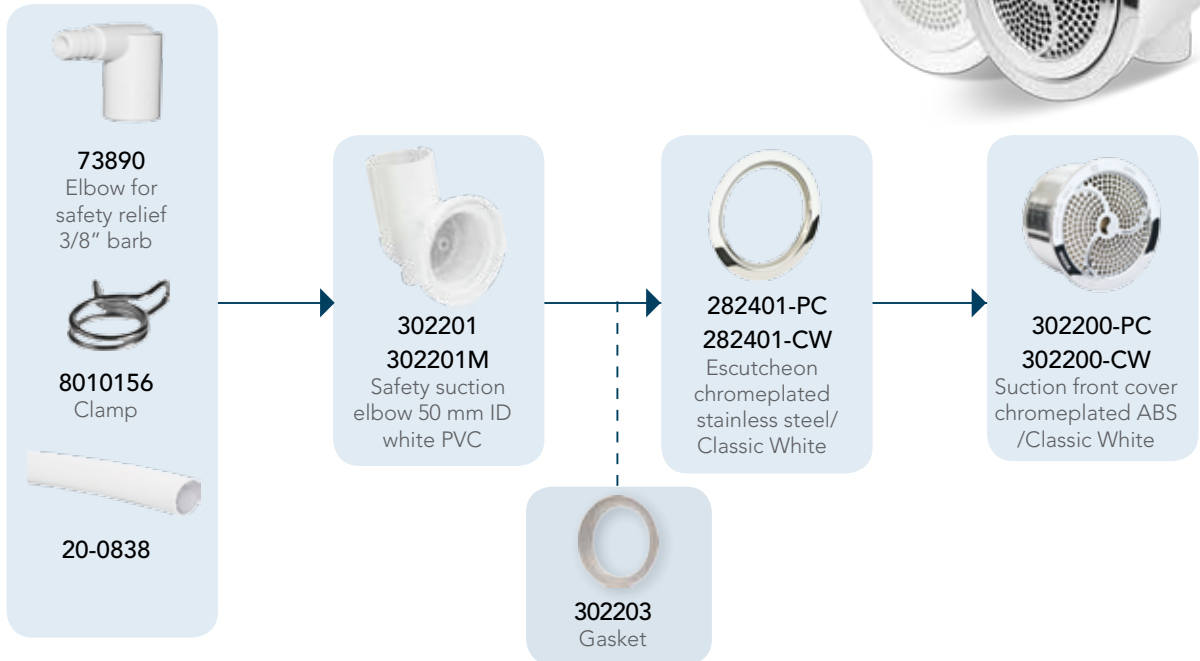 73890
Elbow for
safety relief
3/8” barb
8010156
Clamp
20-0838
302201
302201M
Safety suction
elbow 50 mm ID
white PVC
302203
Gasket
282401-PC
282401-CW
Escutcheon
chromeplated
stainless steel/
Classic White
302200-PC
302200-CW
Suction front cover
chromeplated ABS
/Classic White